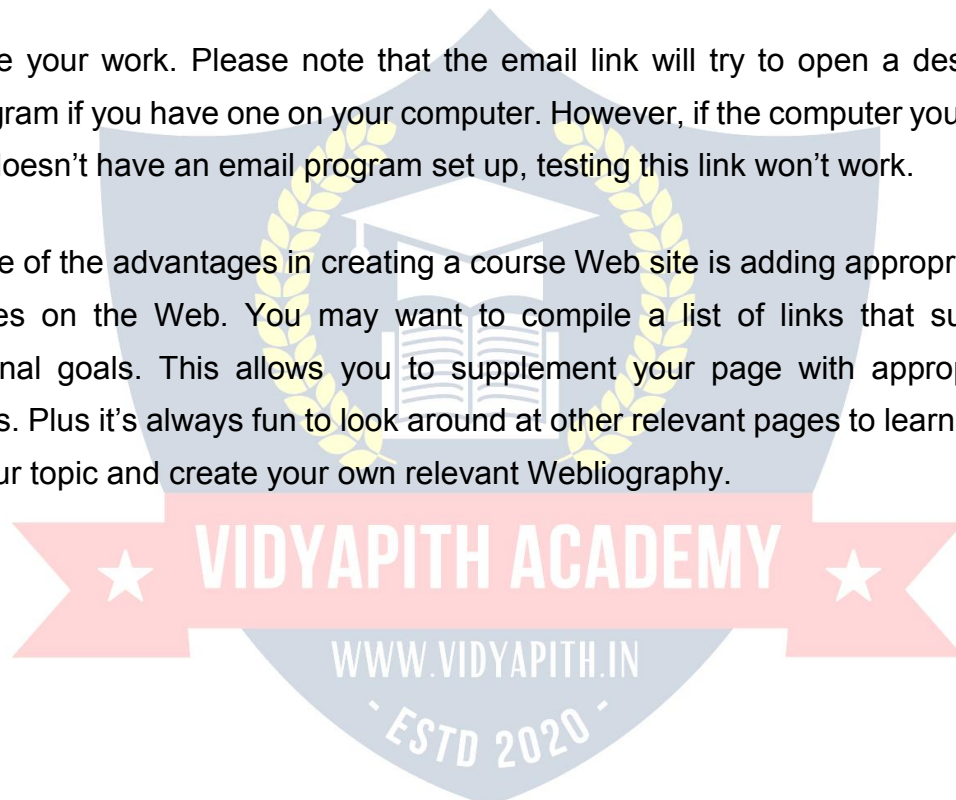 e your work. Please note that the email link will try to open a des
gram if you have one on your computer. However, if the computer you
doesn't have an email program set up, testing this link won't work.
e of the advantages in creating a course Web site is adding appropr
es on the Web. You may want to compile a list of links that su
nal goals. This allows you to supplement your page with approp
s. Plus it's always fun to look around at other relevant pages to learn
ur topic and create your own relevant Webliography.
VIDYAPITH ACADEMY
WWW.VIDYAPITH.IN
- ESTD 2020 -